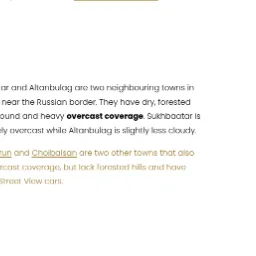 ar and Altanbulag are two neighbouring towns in
near the Russian border. They have dry, forested
ound and heavy overcast coverage. Sukhbaatar is
ly overcast while Altanbulag is slightly less cloudy.
run and Choibalsan are two other towns that also
rcast coverage, but lack forested hills and have
Street View cars.